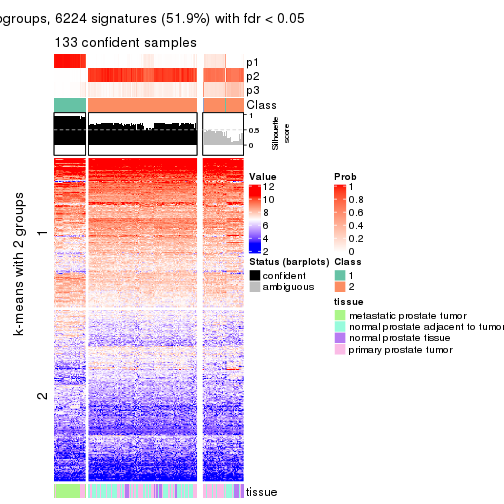 ogroups, 6224 signatures (51.9%) with fdr < 0.05
133 confident samples
p1
p2
p3
Class
1
0.5
0
Silhouette
score
k-means with 2 groups
1
2
Value
12
10
8
6
4
2
Prob
1
0.8
0.6
0.4
0.2
0
Status (barplots)
confident
ambiguous
Class
1
2
tissue
metastatic prostate tumor
normal prostate adjacent to tumor
normal prostate tissue
primary prostate tumor
tissue